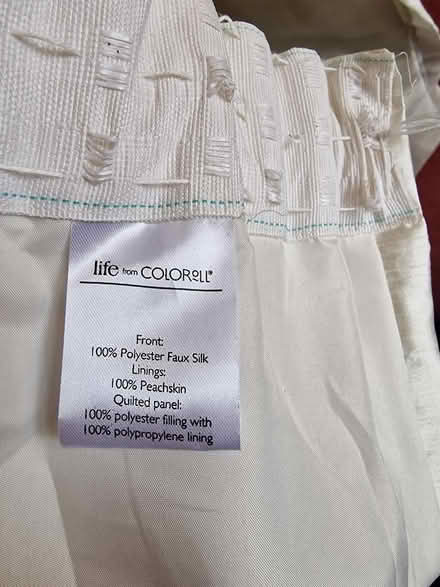 life from COLOROLL®
Front:
100% Polyester Faux Silk
Linings:
100% Peachskin
Quilted panel:
100% polyester filling with
100% polypropylene lining